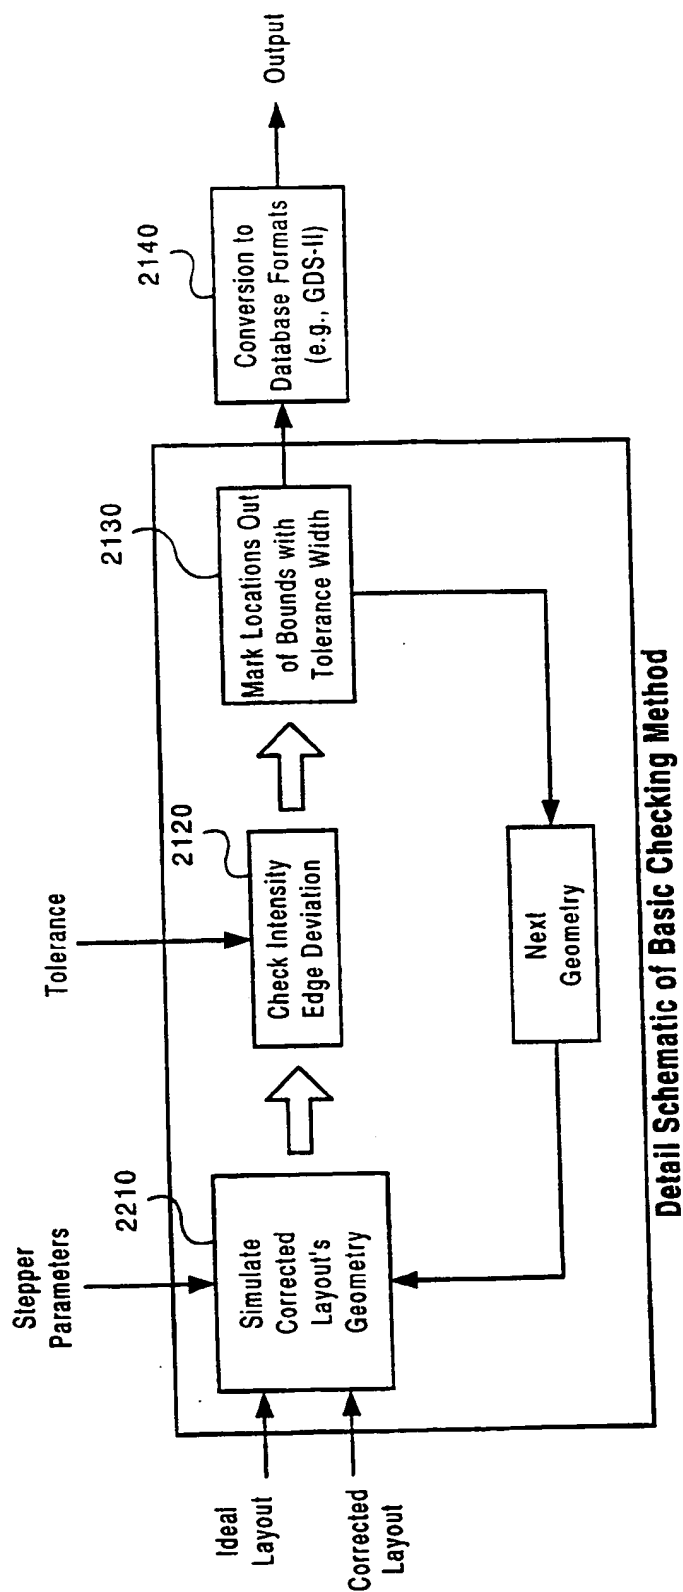 Stepper
Parameters
Tolerance
Ideal
Layout
Corrected
Layout
2210
Simulate
Corrected
Layout's
Geometry
2120
Check Intensity
Edge Deviation
2130
Mark Locations Out
of Bounds with
Tolerance Width
2140
Conversion to
Database Formats
(e.g., GDS-II)
Output
Next
Geometry
Detail Schematic of Basic Checking Method